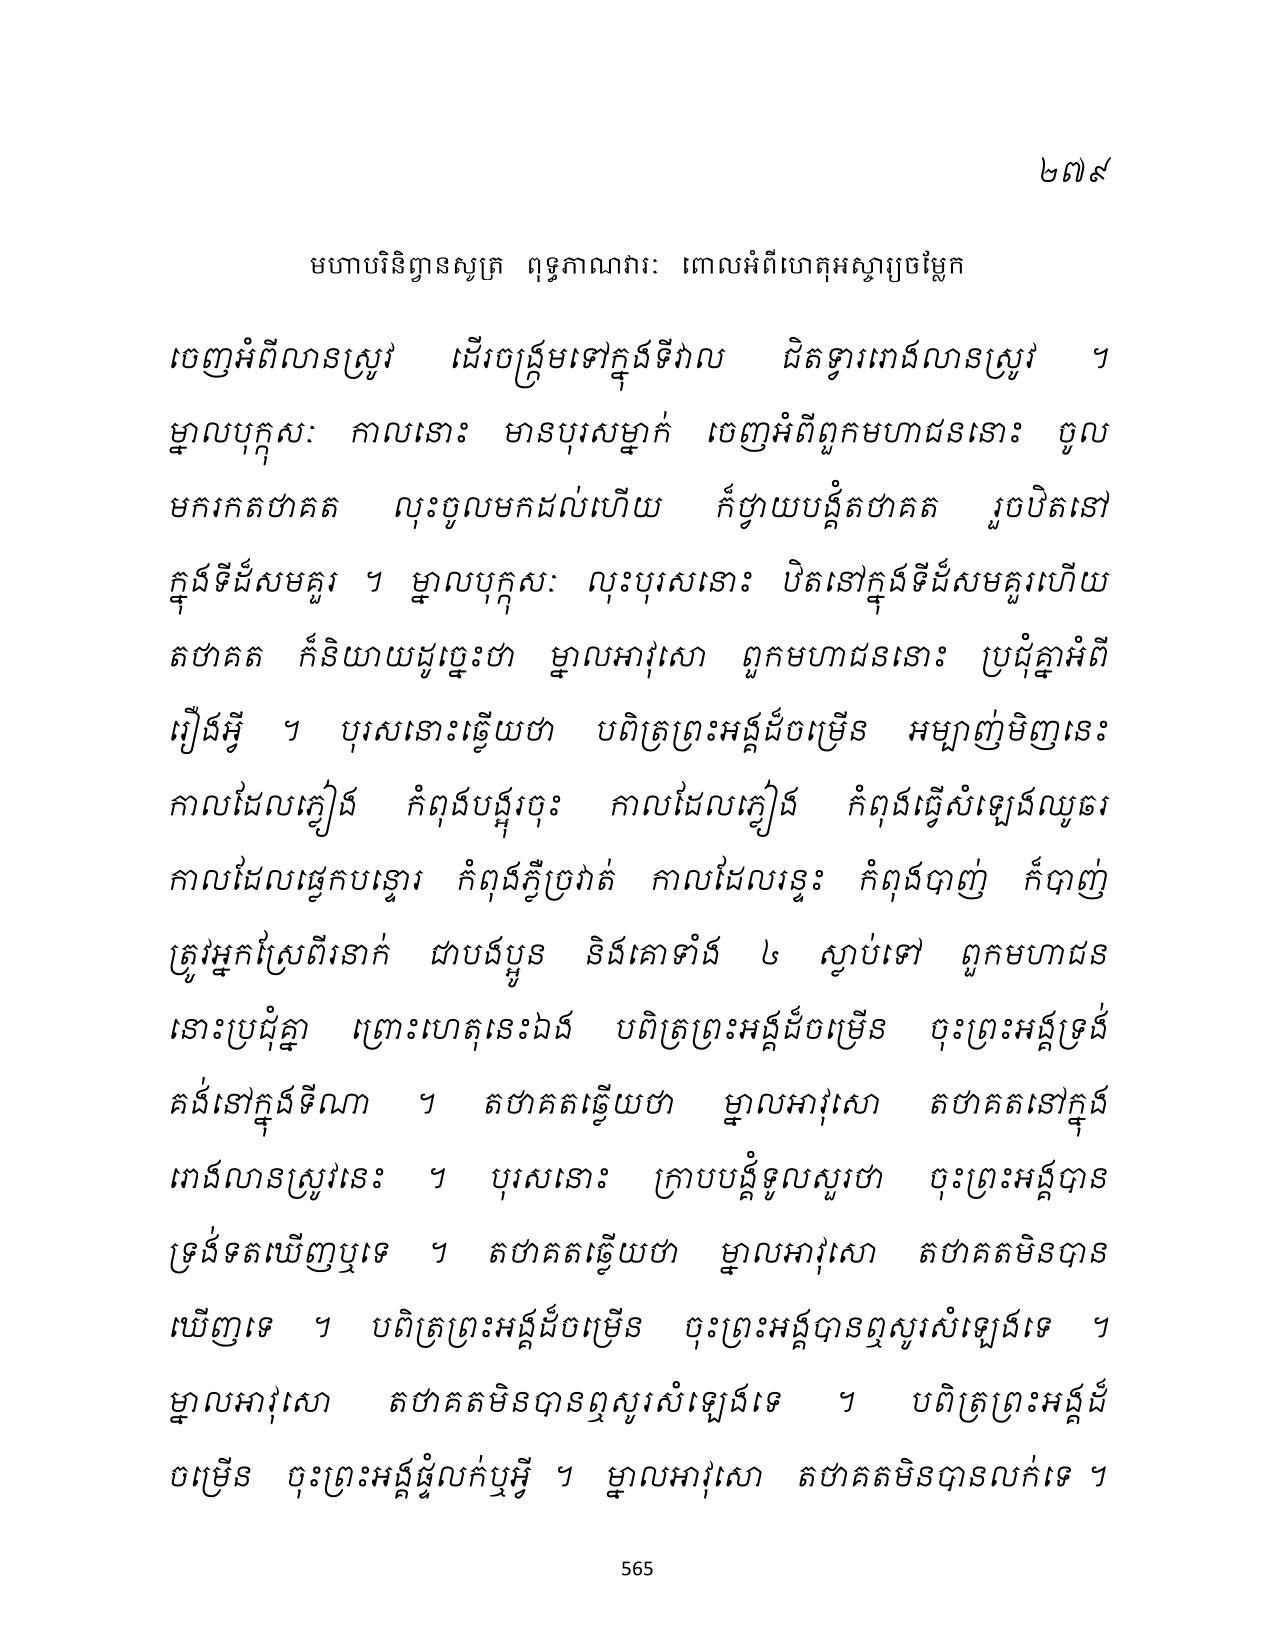 ២៧៩
មហាបរិនិព្វានសូត្រ ពុទ្ធភាណវារៈ ពោលអំពីហេតុអស្ចារ្យចម្លែក
ចេញអំពីលានស្រូវ ដើរចង្ក្រមទៅក្នុងទីវាល ជិតទ្វាររោងលានស្រូវ ។
ម្នាលបុក្កុសៈ កាលនោះ មានបុរសម្នាក់ ចេញអំពីពួកមហាជននោះ ចូល
មករកតថាគត លុះចូលមកដល់ហើយ ក៏ថ្វាយបង្គំតថាគត រួចឋិតនៅ
ក្នុងទីដ៏សមគួរ ។ ម្នាលបុក្កុសៈ លុះបុរសនោះ ឋិតនៅក្នុងទីដ៏សមគួរហើយ
តថាគត ក៏និយាយដូច្នេះថា ម្នាលអាវុសោ ពួកមហាជននោះ ប្រជុំគ្នាអំពី
រឿងអ្វី ។ បុរសនោះឆ្លើយថា បពិត្រព្រះអង្គដ៏ចម្រើន អម្បាញ់មិញនេះ
កាលដែលភ្លៀង កំពុងបង្អុរចុះ កាលដែលភ្លៀង កំពុងធ្វើសំឡេងឈូឆរ
កាលដែលផ្លេកបន្ទោរ កំពុងភ្លឺច្រវាត់ កាលដែលរន្ទះ កំពុងបាញ់ ក៏បាញ់
ត្រូវអ្នកស្រែពីរនាក់ ជាបងប្អូន និងគោទាំង ៤ ស្លាប់ទៅ ពួកមហាជន
នោះប្រជុំគ្នា ព្រោះហេតុនេះឯង បពិត្រព្រះអង្គដ៏ចម្រើន ចុះព្រះអង្គទ្រង់
គង់នៅក្នុងទីណា ។ តថាគតឆ្លើយថា ម្នាលអាវុសោ តថាគតនៅក្នុង
រោងលានស្រូវនេះ ។ បុរសនោះ ក្រាបបង្គំទូលសួរថា ចុះព្រះអង្គបាន
ទ្រង់ទតឃើញឬទេ ។ តថាគតឆ្លើយថា ម្នាលអាវុសោ តថាគតមិនបាន
ឃើញទេ ។ បពិត្រព្រះអង្គដ៏ចម្រើន ចុះព្រះអង្គបានឮសូរសំឡេងទេ ។
ម្នាលអាវុសោ តថាគតមិនបានឮសូរសំឡេងទេ ។ បពិត្រព្រះអង្គដ៏
ចម្រើន ចុះព្រះអង្គផ្ទំលក់ឬអ្វី ។ ម្នាលអាវុសោ តថាគតមិនបានលក់ទេ ។
565